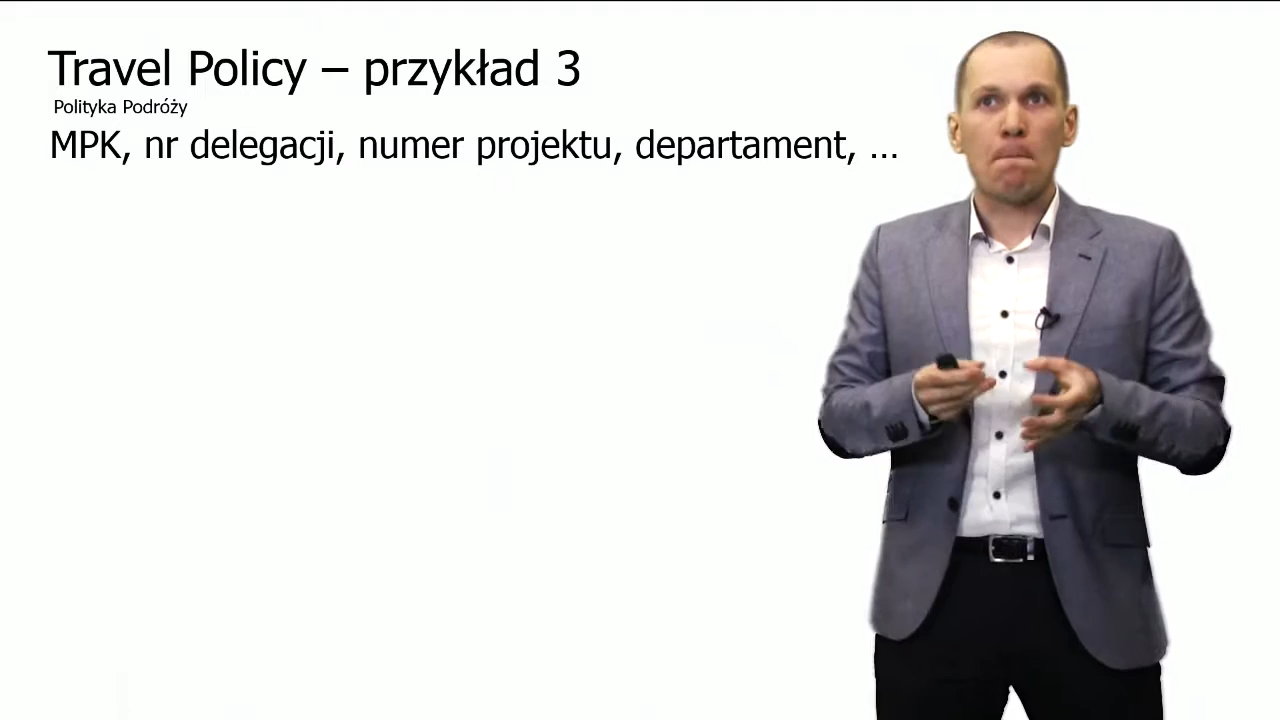 Travel Policy – przykład 3
Polityka Podróży
MPK, nr delegacji, numer projektu, departament, ...